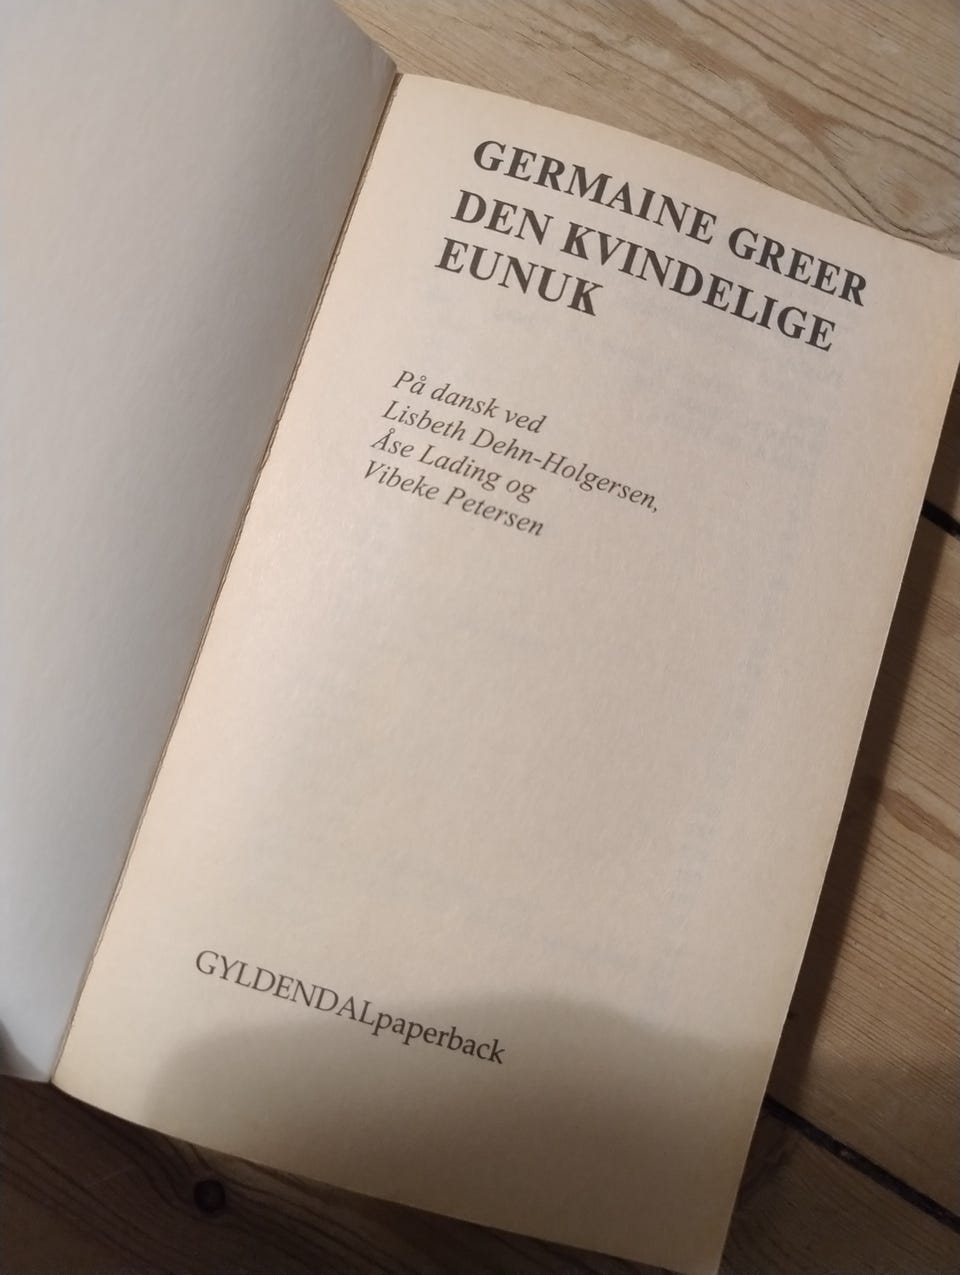 GERMAINE GREER
DEN KVINDELIGE
EUNUK
På dansk ved
Lisbeth Dehn-Holgersen,
Åse Lading og
Vibeke Petersen
GYLDENDALpaperback